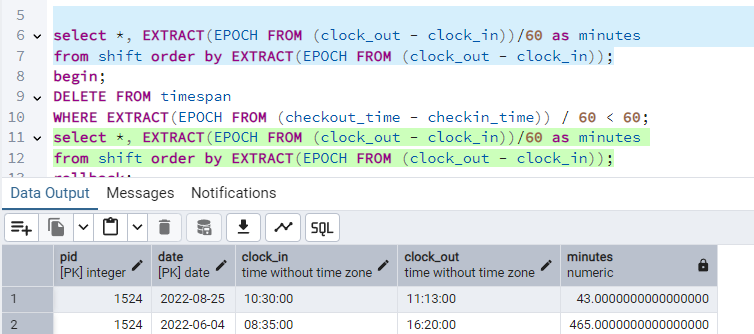 5
6 select *, EXTRACT(EPOCH FROM (clock_out - clock_in))/60 as minutes
7 from shift order by EXTRACT(EPOCH FROM (clock_out - clock_in));
8 begin;
9 DELETE FROM timespan
10 WHERE EXTRACT(EPOCH FROM (checkout_time - checkin_time)) / 60 < 60;
11 select *, EXTRACT(EPOCH FROM (clock_out - clock_in))/60 as minutes
12 from shift order by EXTRACT(EPOCH FROM (clock_out - clock_in));
13 rollback;
Data Output Messages Notifications
SQL
pid date clock_in clock_out minutes
[PK] integer [PK] date time without time zone time without time zone numeric
1 1524 2022-08-25 10:30:00 11:13:00 43.0000000000000000
2 1524 2022-06-04 08:35:00 16:20:00 465.0000000000000000